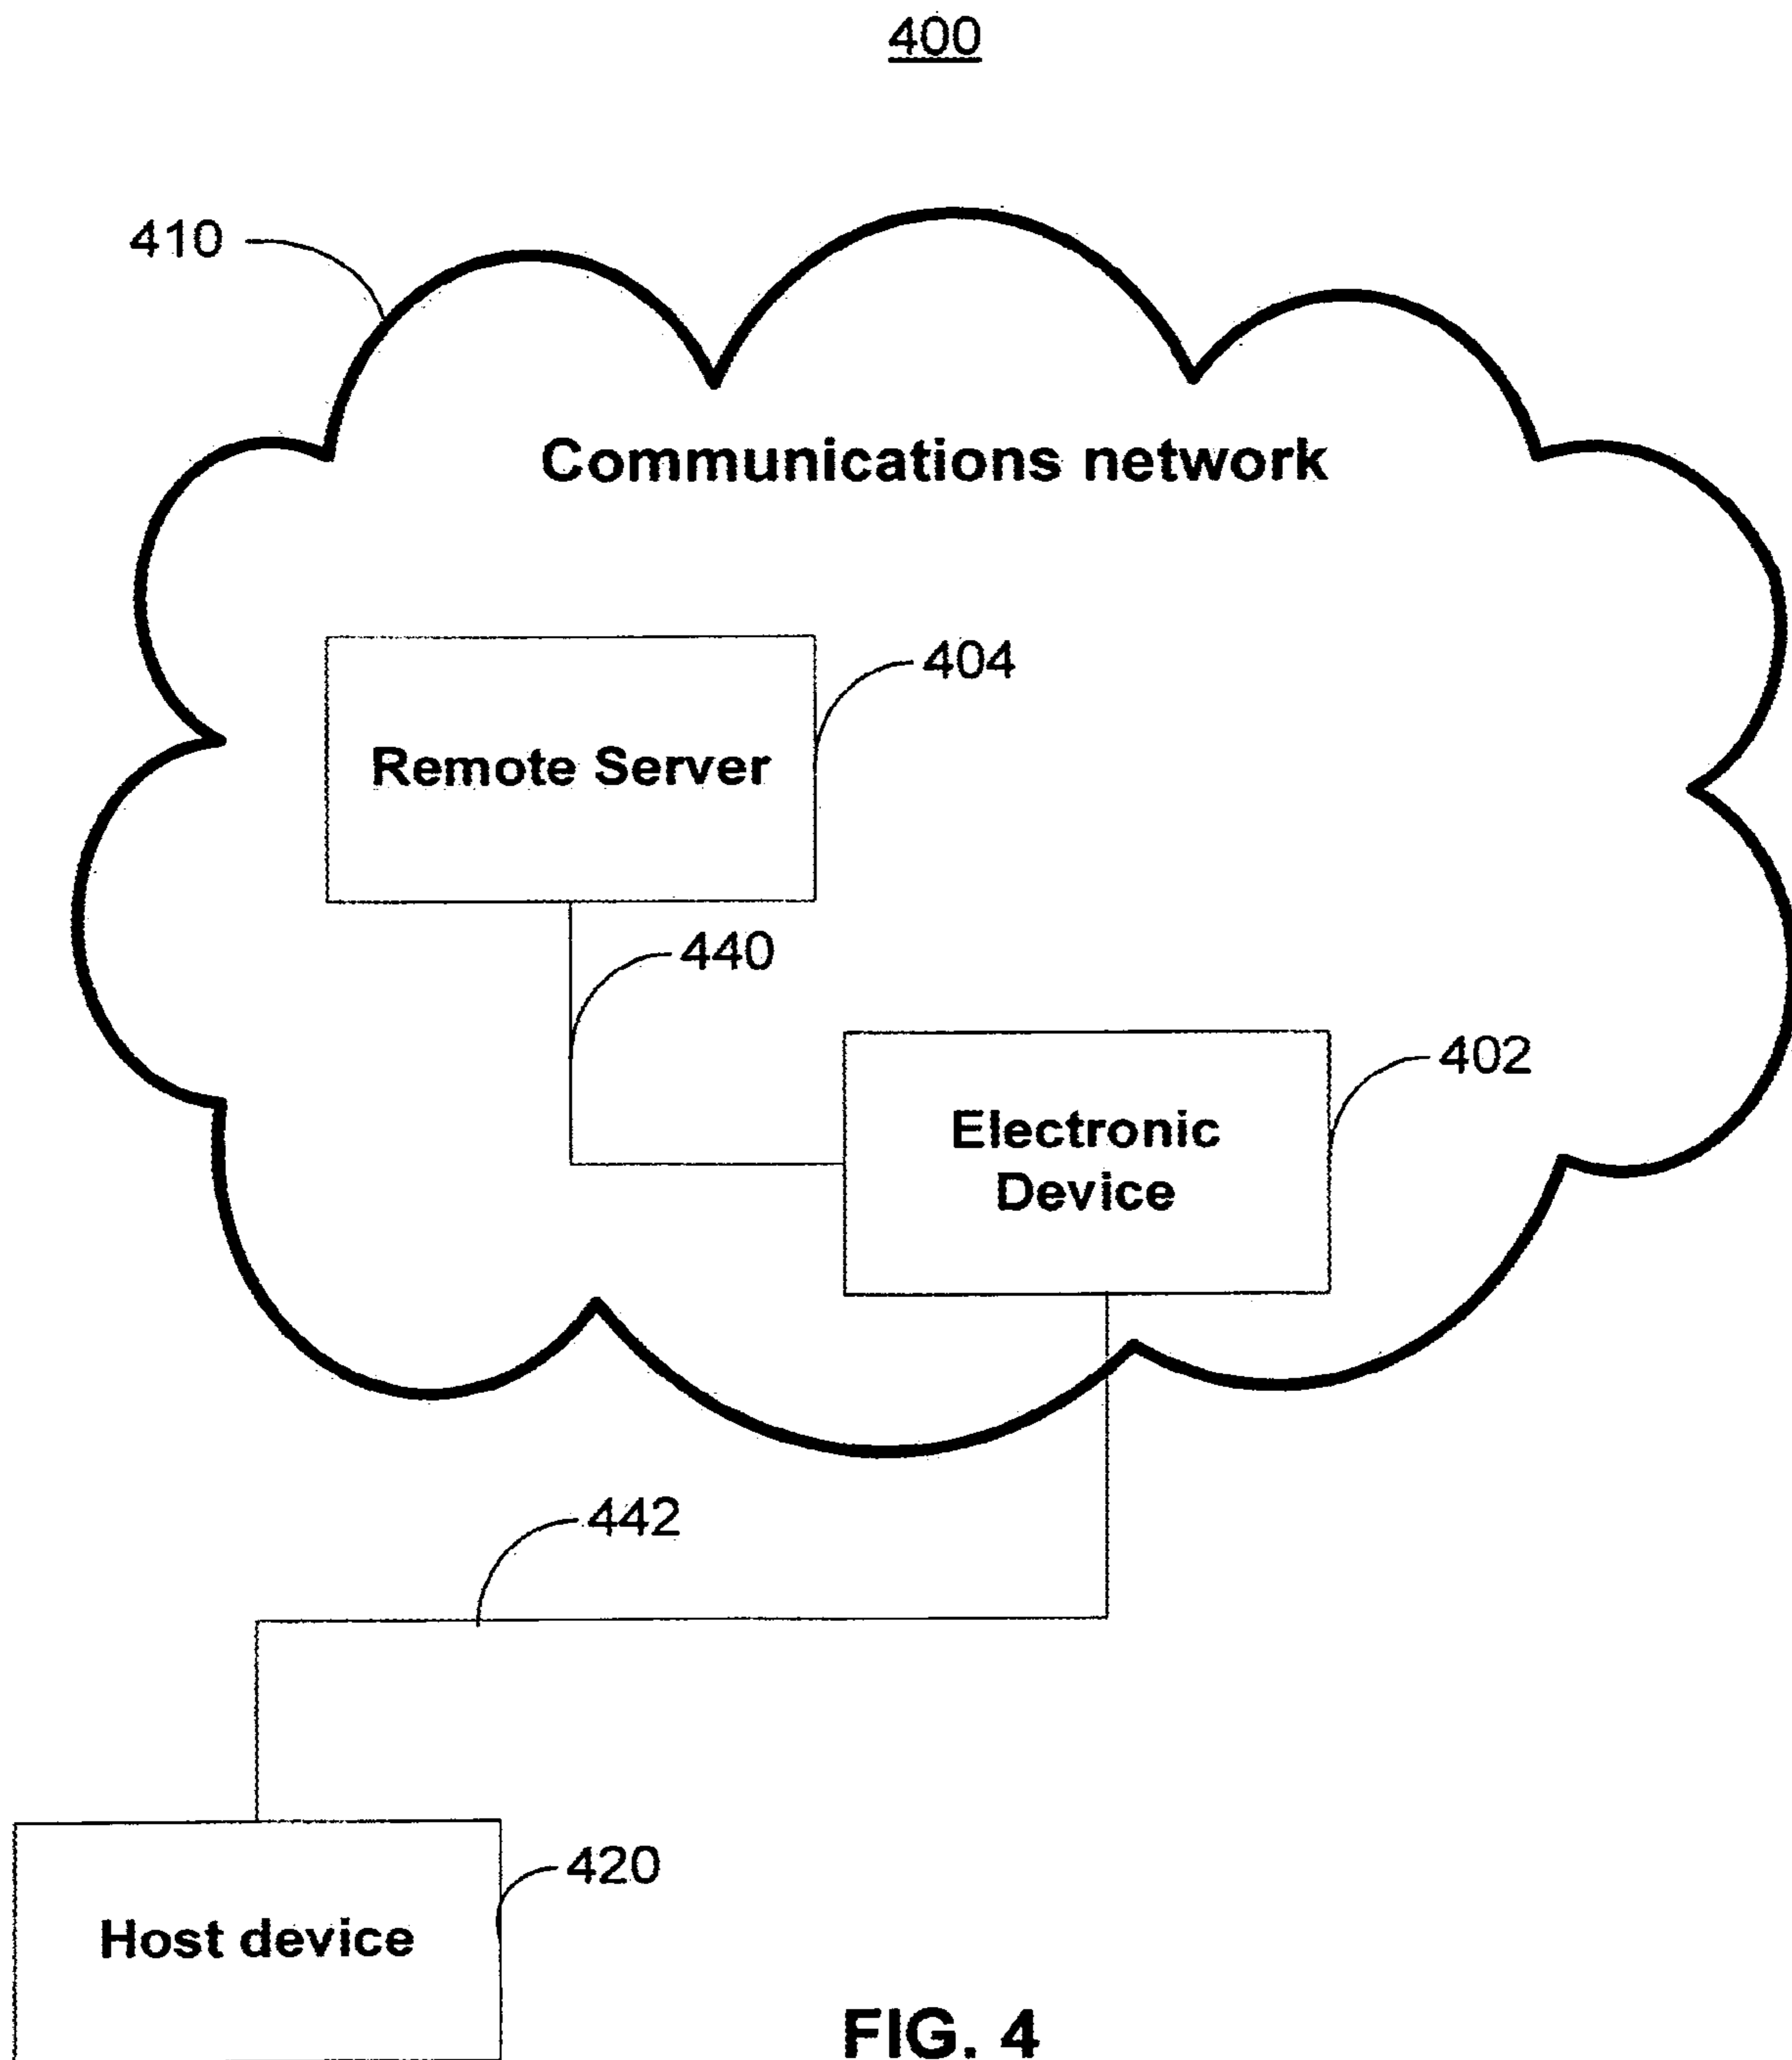 400
410
Communications network
404
Remote Server
440
402
Electronic
Device
442
420
Host device
FIG. 4